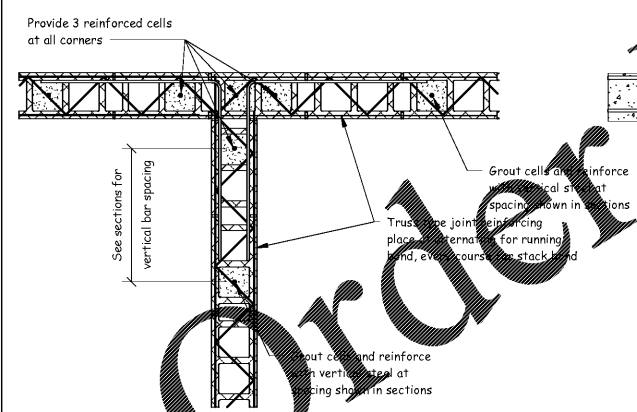 Provide 3 reinforced cells
at all corners
See sections for
vertical bar spacing
Grout cells and reinforce
with vertical steel at
spacing shown in sections
Truss type joint reinforcing
place at alternation for running
bond, every course for stack bond
Grout cells and reinforce
with vertical steel at
spacing shown in sections
Order